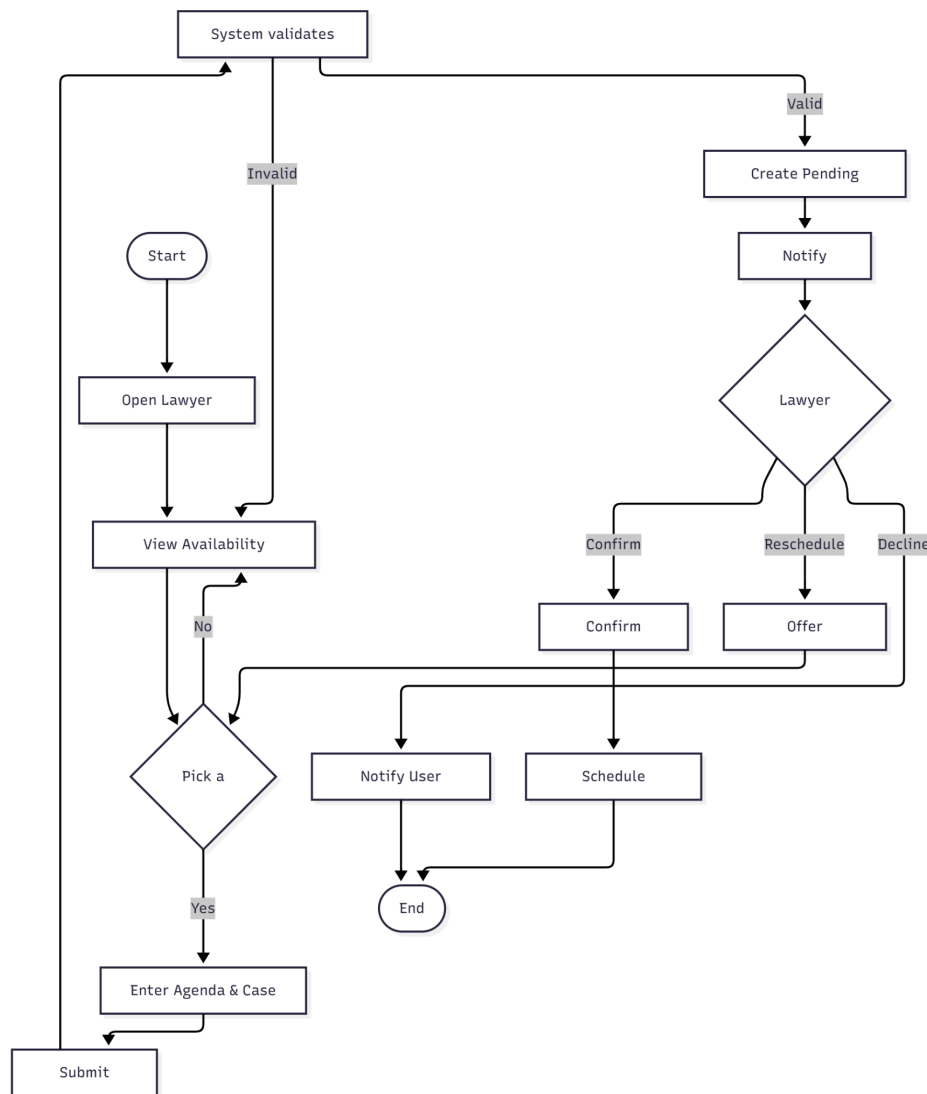 System validates
Valid
Invalid
Create Pending
Start
Notify
Open Lawyer
Lawyer
View Availability
Confirm
Reschedule
Decline
No
Confirm
Offer
Pick a
Notify User
Schedule
Yes
End
Enter Agenda & Case
Submit